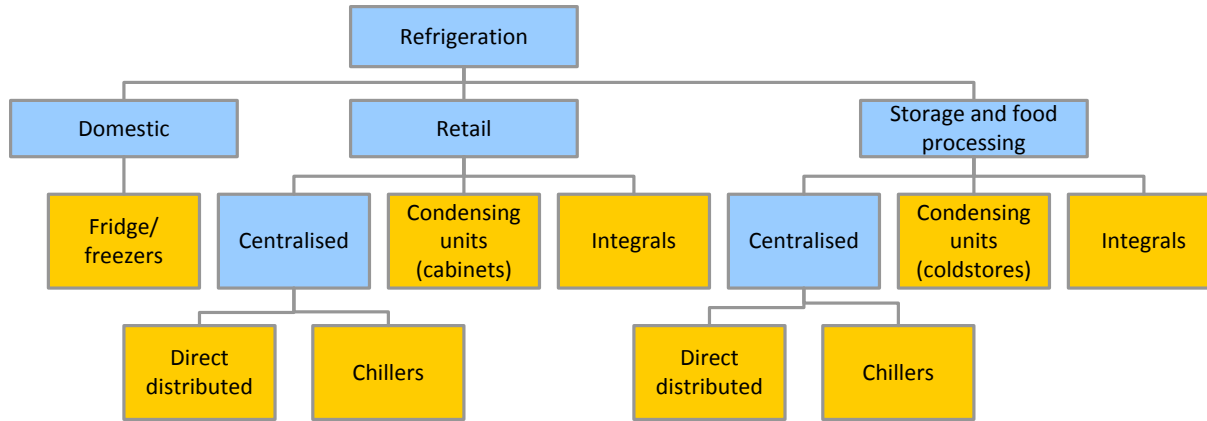 Refrigeration
Domestic
Retail
Storage and food
processing
Fridge/
freezers
Centralised
Condensing
units
(cabinets)
Integrals
Centralised
Condensing
units
(coldstores)
Integrals
Direct
distributed
Chillers
Direct
distributed
Chillers